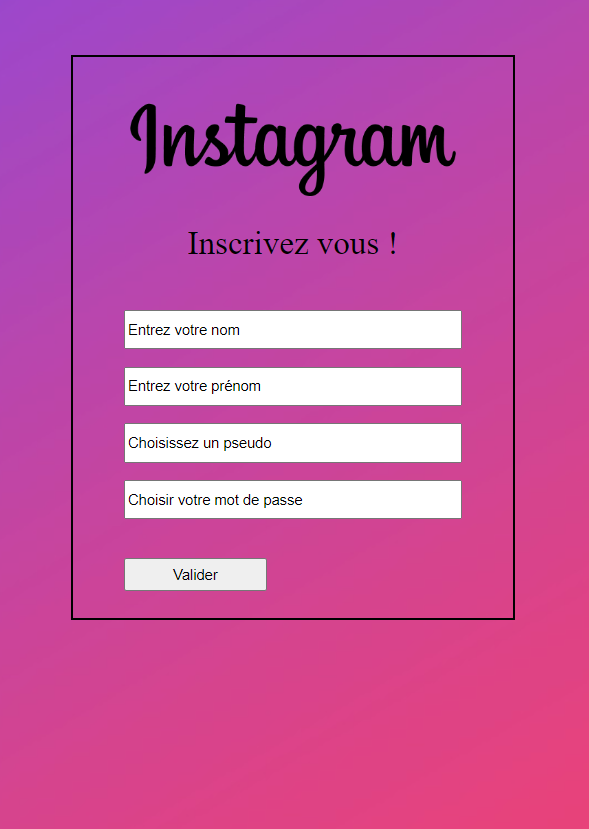 Instagram
Inscrivez vous !
Entrez votre nom
Entrez votre prénom
Choisissez un pseudo
Choisir votre mot de passe
Valider